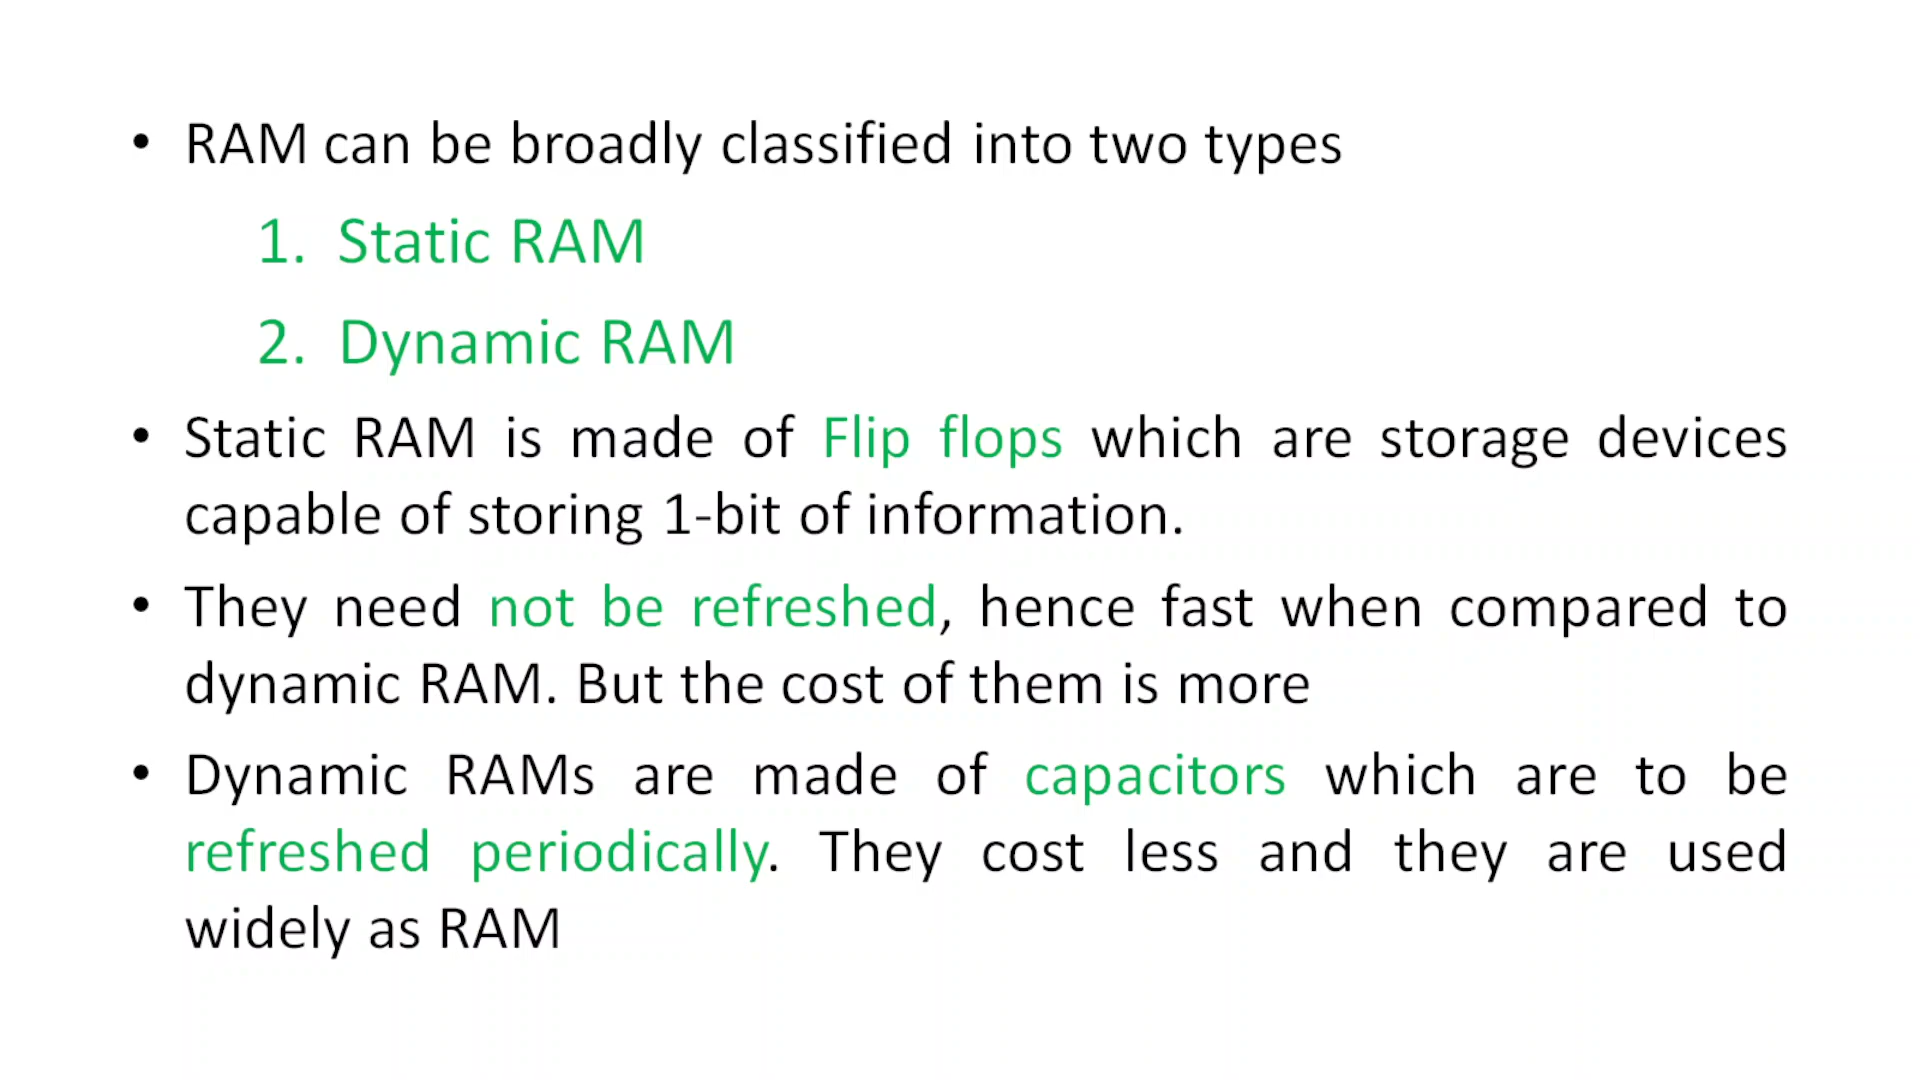 • RAM can be broadly classified into two types
1. Static RAM
2. Dynamic RAM
• Static RAM is made of Flip flops which are storage devices
capable of storing 1-bit of information.
• They need not be refreshed, hence fast when compared to
dynamic RAM. But the cost of them is more
• Dynamic RAMs are made of capacitors which are to be
refreshed periodically. They cost less and they are used
widely as RAM